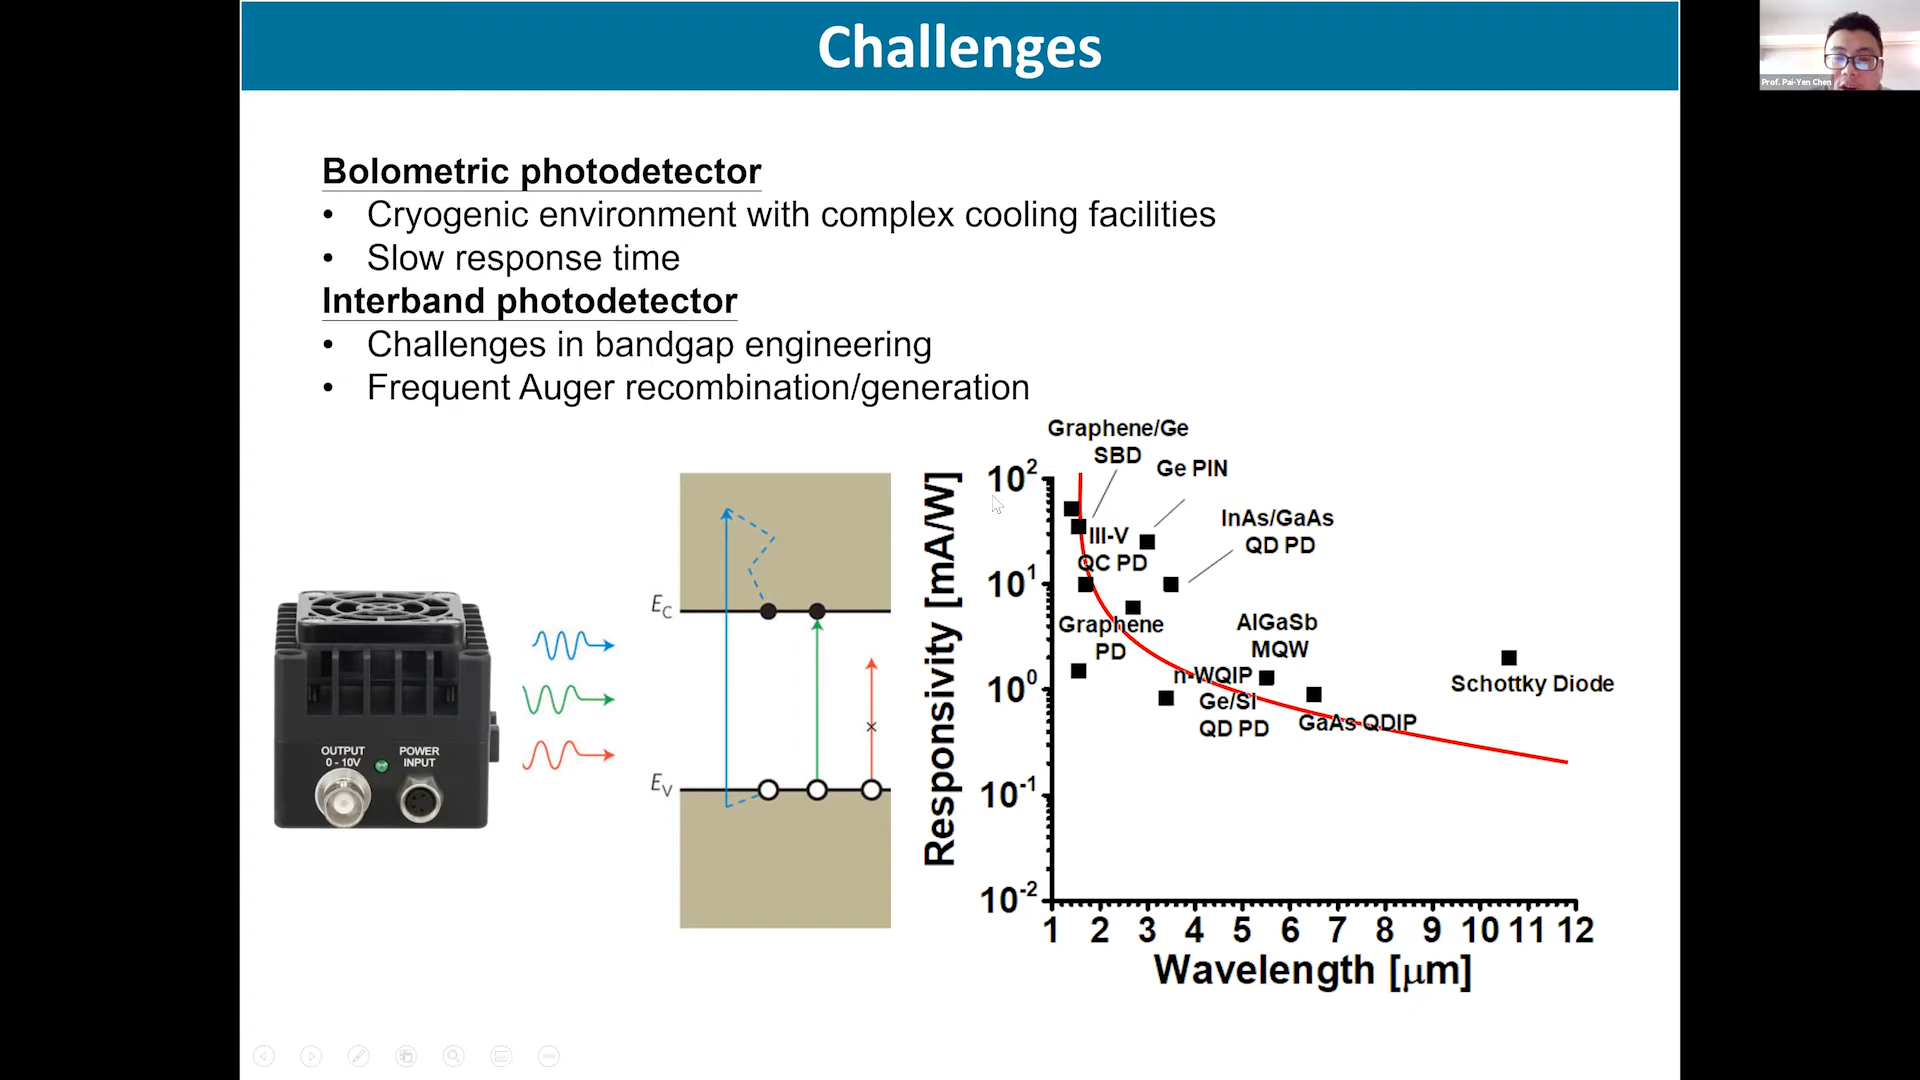 Challenges
Prof. Pai-Yen Chen
Bolometric photodetector
• Cryogenic environment with complex cooling facilities
• Slow response time
Interband photodetector
• Challenges in bandgap engineering
• Frequent Auger recombination/generation
OUTPUT
0 - 10V
POWER
INPUT
EC
EV
Responsivity [mA/W]
10²
10¹
10⁰
10⁻¹
10⁻²
Graphene/Ge
SBD
Ge PIN
III-V
QC PD
InAs/GaAs
QD PD
Graphene
PD
AlGaSb
MQW
n-WQIP
Ge/Si
QD PD
GaAs QDIP
Schottky Diode
1 2 3 4 5 6 7 8 9 10 11 12
Wavelength [μm]